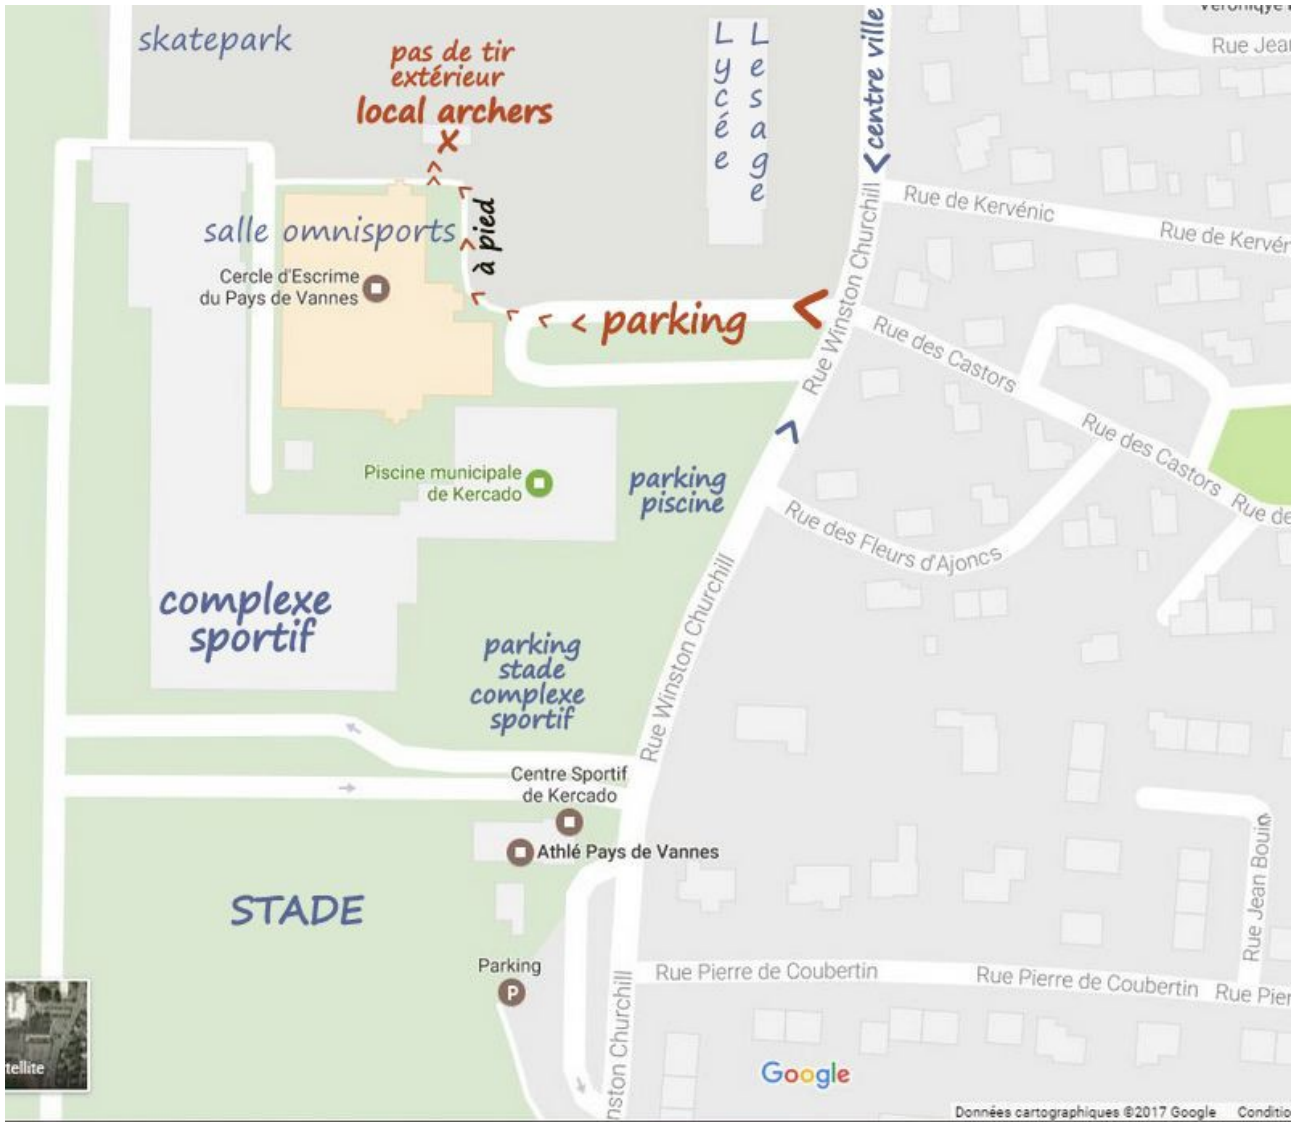 Rue Jea
skatepark
pas de tir
extérieur
local archers
x
Lycée
Lesage
<centre ville
Rue de Kervénic
Rue de Kervér
Rue Winston Churchill
salle omnisports
à pied
Cercle d'Escrime
du Pays de Vannes
< parking
Rue des Castors
Rue des Castors
Rue de
Piscine municipale
de Kercado
parking
piscine
Rue des Fleurs d'Ajoncs
complexe
sportif
Rue Winston Churchill
parking
stade
complexe
sportif
Centre Sportif
de Kercado
Athlé Pays de Vannes
Rue Jean Bouin
STADE
Parking
P
Rue Pierre de Coubertin
Rue Pierre de Coubertin
Rue Pier
nston Churchill
tellite
Google
Données cartographiques ©2017 Google
Conditio